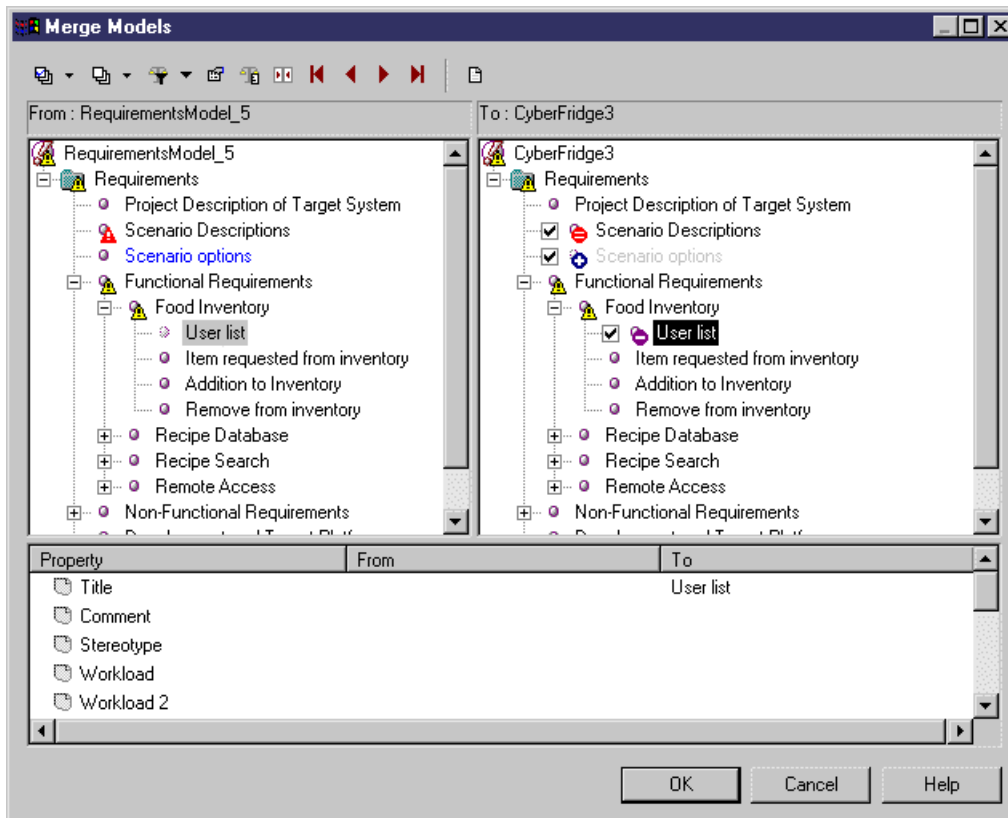 Merge Models
From : RequirementsModel_5
To : CyberFridge3
RequirementsModel_5
Requirements
Project Description of Target System
Scenario Descriptions
Scenario options
Functional Requirements
Food Inventory
User list
Item requested from inventory
Addition to Inventory
Remove from inventory
Recipe Database
Recipe Search
Remote Access
Non-Functional Requirements
CyberFridge3
Requirements
Project Description of Target System
Scenario Descriptions
Scenario options
Functional Requirements
Food Inventory
User list
Item requested from inventory
Addition to Inventory
Remove from inventory
Recipe Database
Recipe Search
Remote Access
Non-Functional Requirements
Property From To
Title User list
Comment
Stereotype
Workload
Workload 2
OK Cancel Help